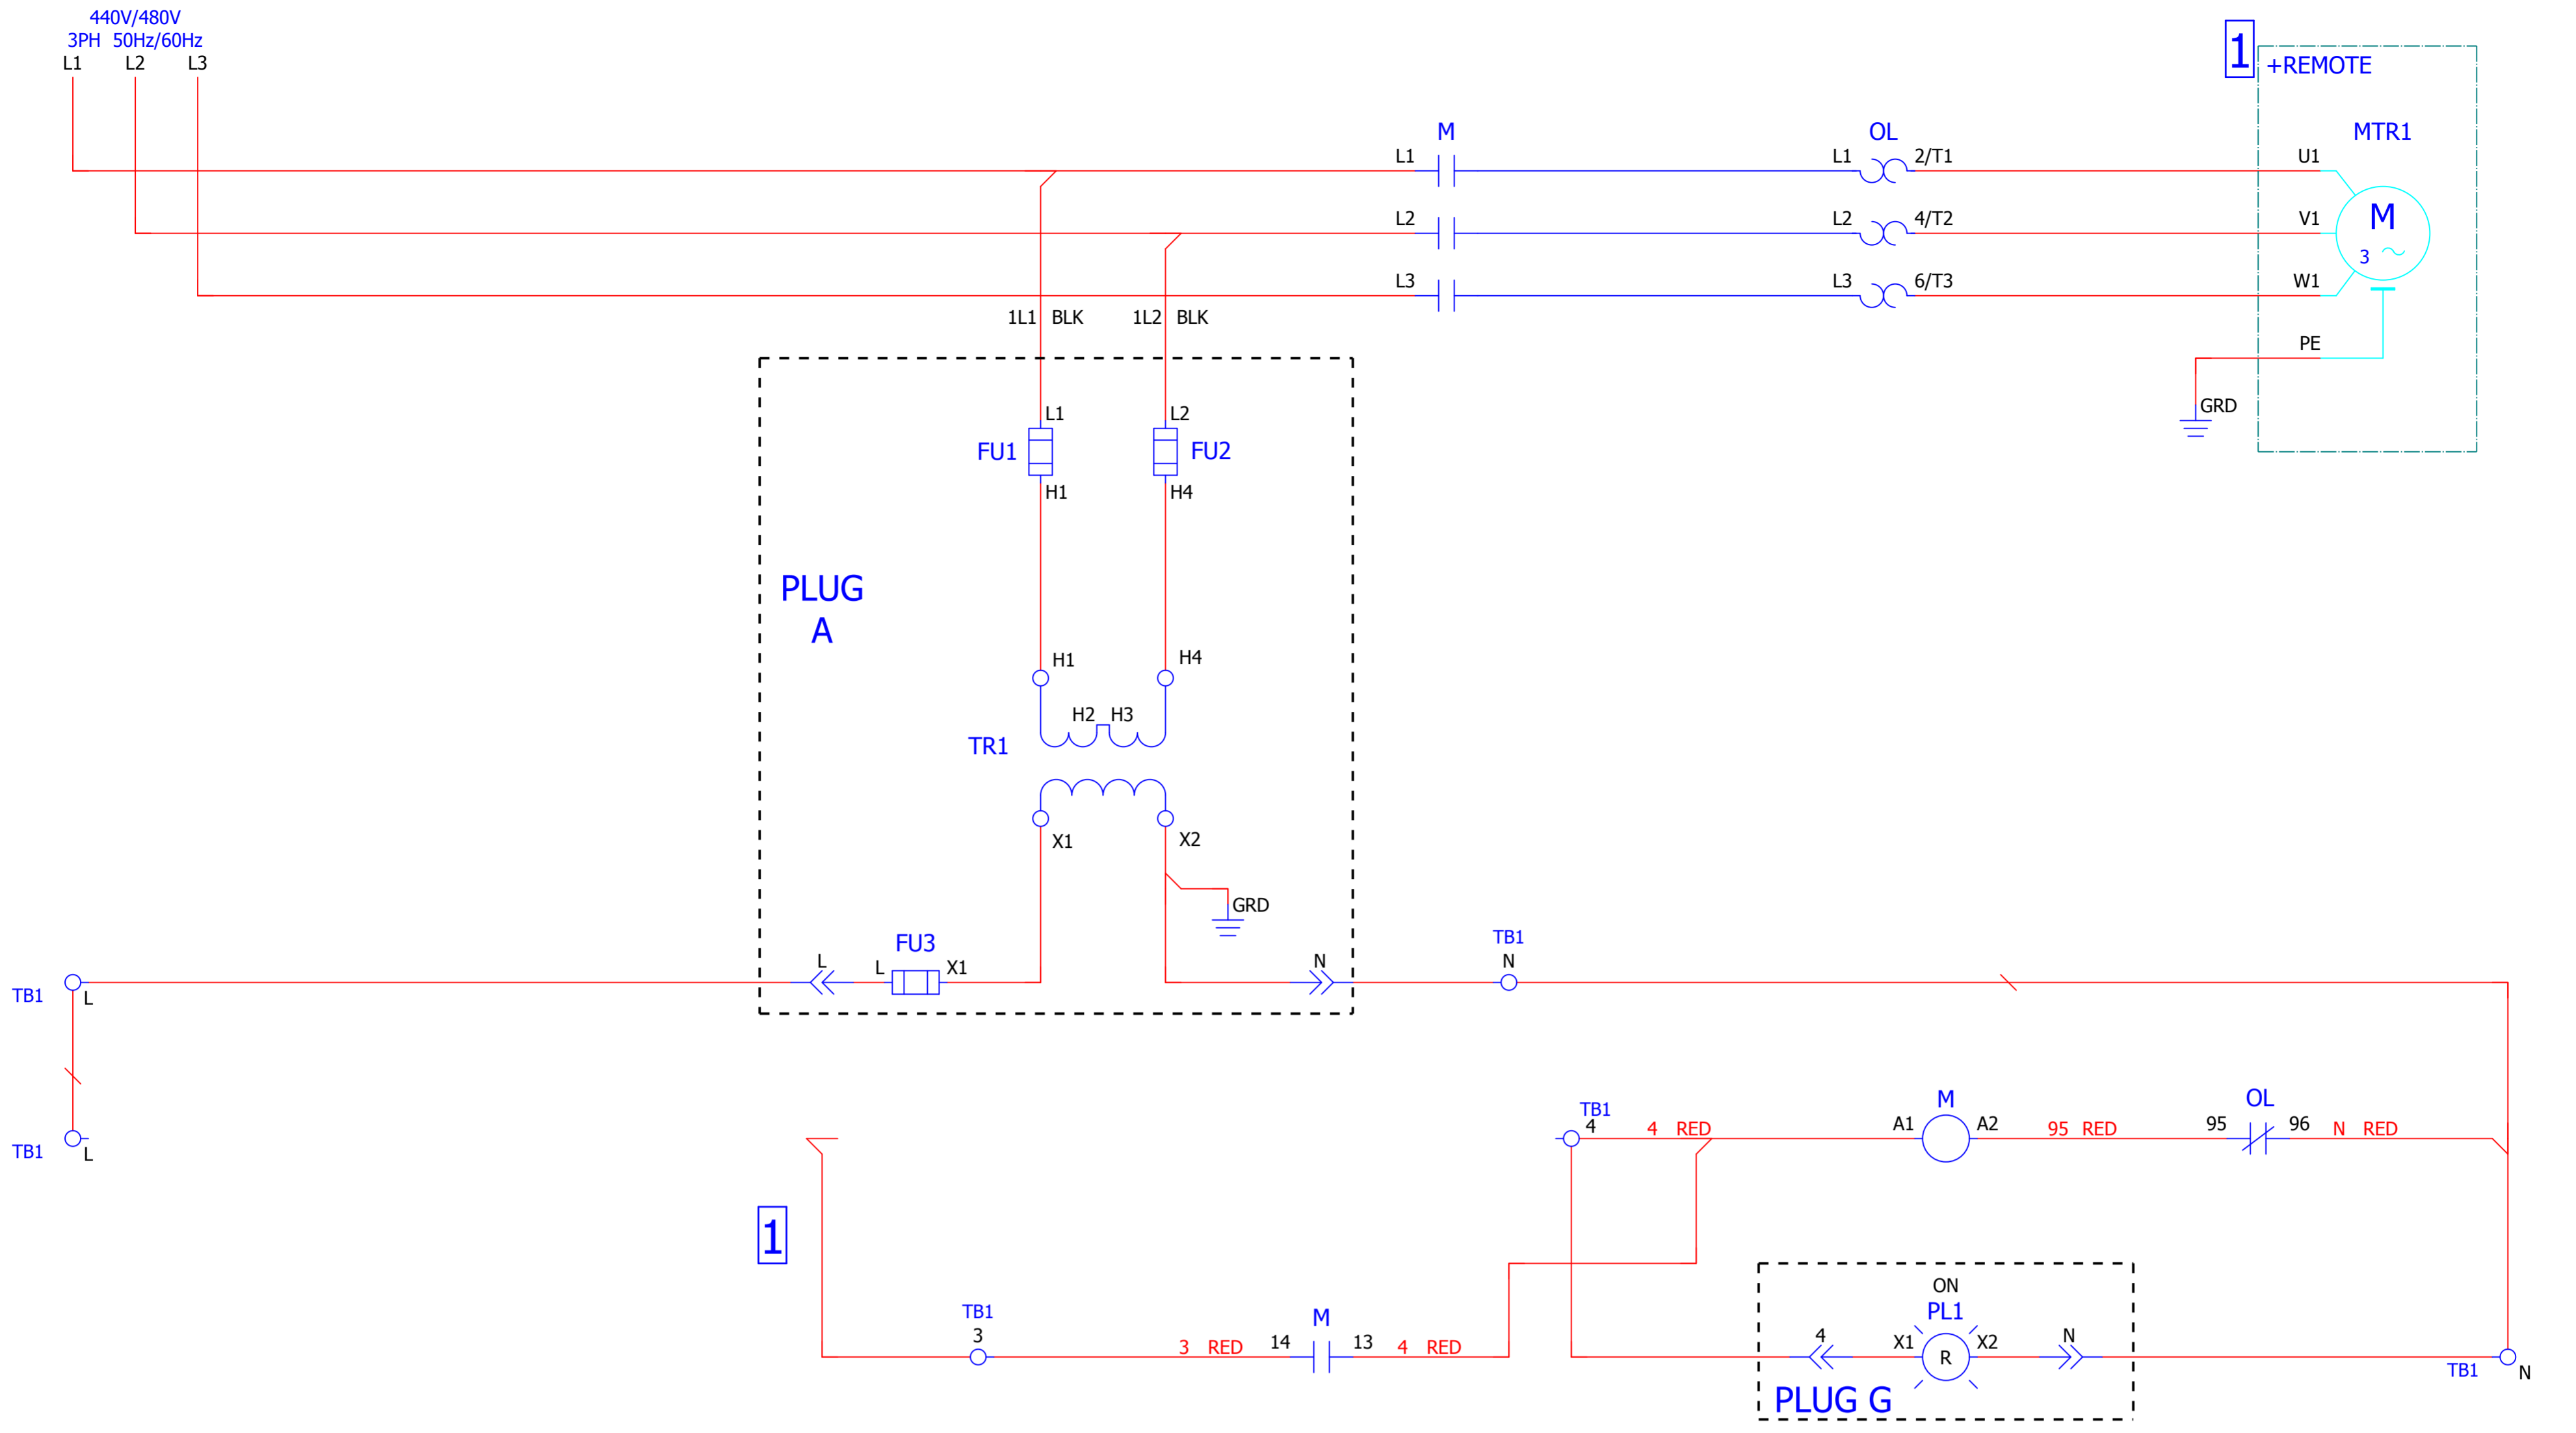 440V/480V
3PH 50Hz/60Hz
L1 L2 L3
1
+REMOTE
M OL MTR1
L1 L1 2/T1 U1
M
3
L2 L2 4/T2 V1
L3 L3 6/T3 W1
1L1 BLK 1L2 BLK
PE
GRD
L1 L2
FU1 FU2
H1 H4
PLUG
A
H1 H4
H2 H3
TR1
X1 X2
GRD
FU3
L L X1 N
TB1
N
TB1 L
TB1 L
TB1
4 4 RED A1 M A2 95 RED 95 OL 96 N RED
1
TB1
3 3 RED 14 M 13 4 RED
ON
PL1
4 X1 R X2 N
PLUG G
TB1 N